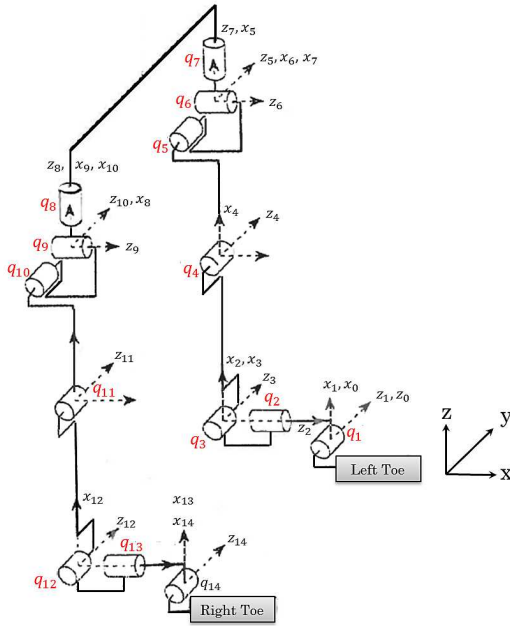 z₇, x₅
q₇
z₅, x₆, x₇
q₆
z₆
q₅
z₈, x₉, x₁₀
q₈
z₁₀, x₈
x₄
z₄
q₉
z₉
q₄
q₁₀
z₁₁
x₂, x₃
z₃
q₂
x₁, x₀
z₁, z₀
q₁₁
z₂
q₃
q₁
z
y
x
Left Toe
x₁₂
x₁₃
x₁₄
z₁₂
q₁₃
z₁₄
q₁₂
q₁₄
Right Toe